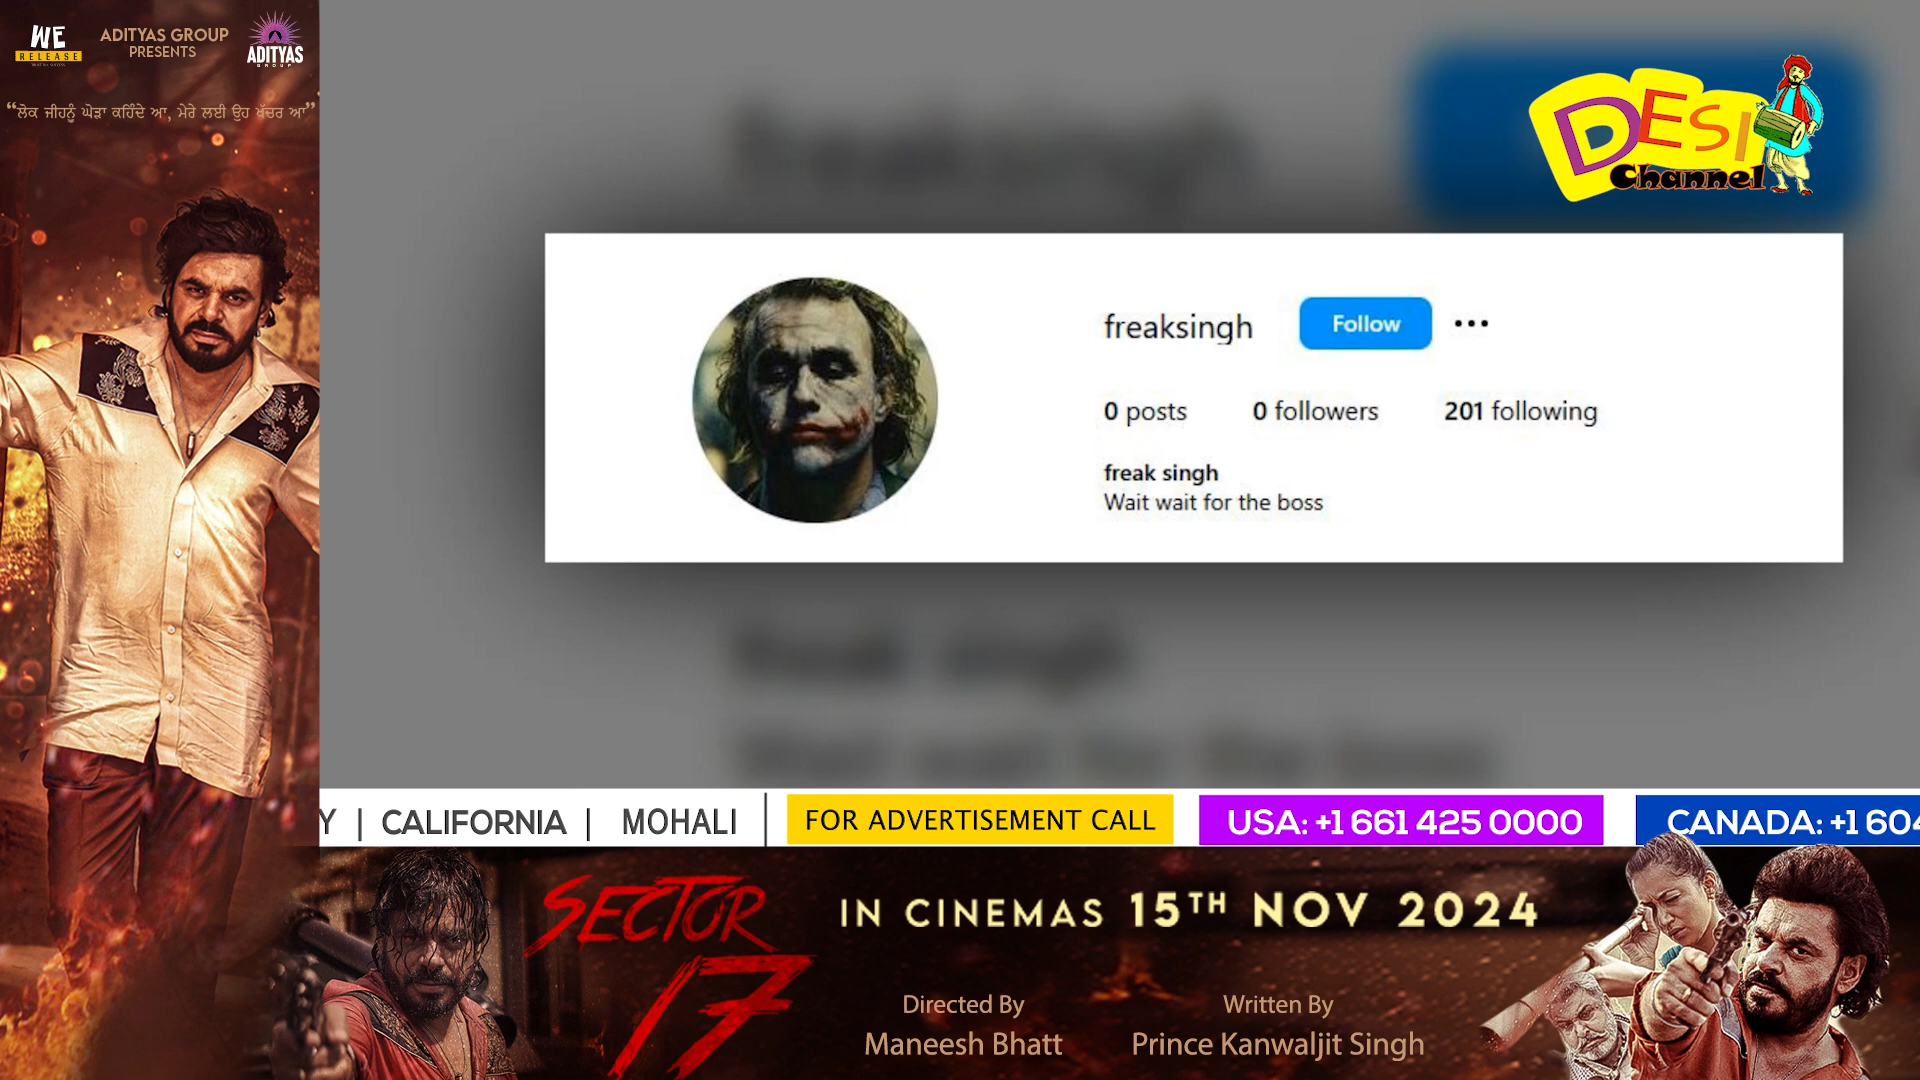 WE
RELEASE
ADITYAS GROUP
PRESENTS
ADITYAS
GROUP
“ਲੋਕ ਜੀਹਨੂੰ ਘੋੜਾ ਕਹਿੰਦੇ ਆ, ਮੇਰੇ ਲਈ ਉਹ ਖੱਚਰ ਆ”
DESI
Channel
freaksingh
Follow
0 posts 0 followers 201 following
freak singh
Wait wait for the boss
Y | CALIFORNIA | MOHALI | FOR ADVERTISEMENT CALL USA: +1 661 425 0000 CANADA: +1 604
SECTOR
17
IN CINEMAS 15TH NOV 2024
Directed By
Maneesh Bhatt
Written By
Prince Kanwaljit Singh